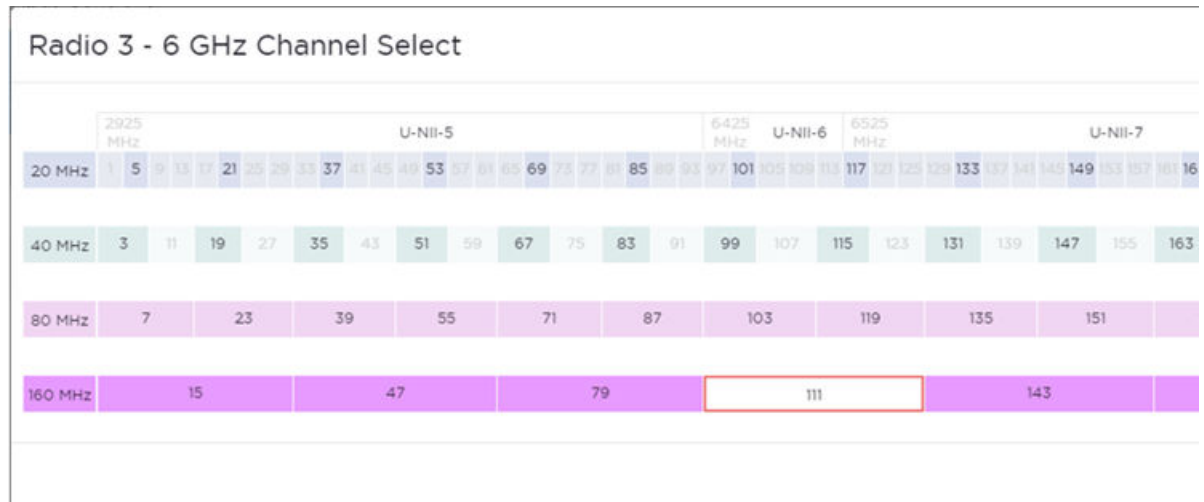 Radio 3 - 6 GHz Channel Select
2925 MHz U-NII-5 6425 MHz U-NII-6 6525 MHz U-NII-7
20 MHz 1 5 9 13 17 21 25 29 33 37 41 45 49 53 57 61 65 69 73 77 81 85 89 93 97 101 105 109 113 117 121 125 129 133 137 141 145 149 153 157 161 16
40 MHz 3 11 19 27 35 43 51 59 67 75 83 91 99 107 115 123 131 139 147 155 163
80 MHz 7 23 39 55 71 87 103 119 135 151
160 MHz 15 47 79 111 143